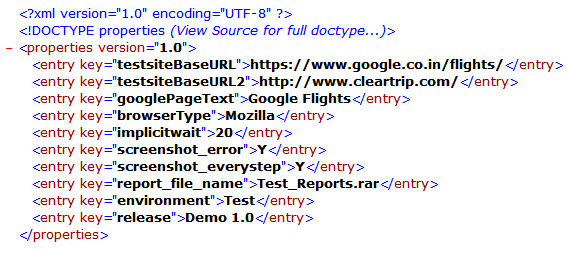 <?xml version="1.0" encoding="UTF-8" ?>
<!DOCTYPE properties (View Source for full doctype...)>
- <properties version="1.0">
<entry key="testsiteBaseURL">https://www.google.co.in/flights/</entry>
<entry key="testsiteBaseURL2">http://www.cleartrip.com/</entry>
<entry key="googlePageText">Google Flights</entry>
<entry key="browserType">Mozilla</entry>
<entry key="implicitwait">20</entry>
<entry key="screenshot_error">Y</entry>
<entry key="screenshot_everystep">Y</entry>
<entry key="report_file_name">Test_Reports.rar</entry>
<entry key="environment">Test</entry>
<entry key="release">Demo 1.0</entry>
</properties>